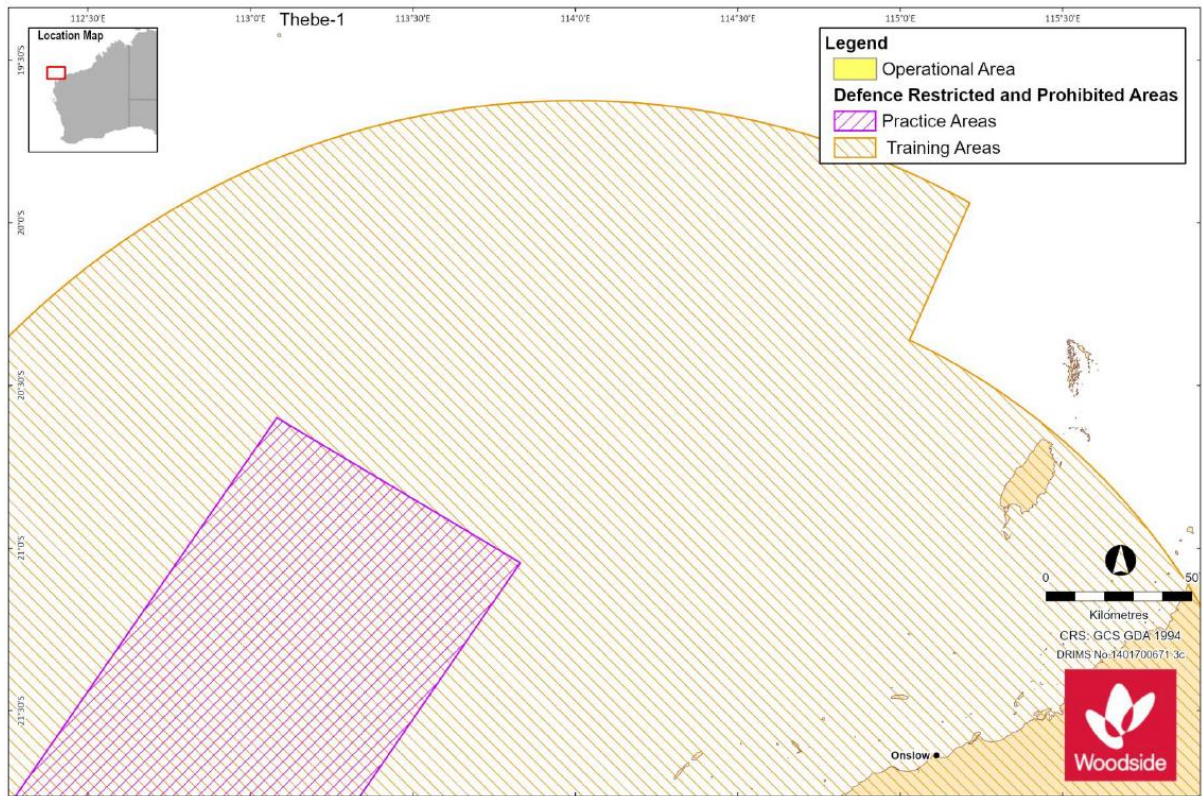 112°30'E
113°0'E
113°30'E
114°0'E
114°30'E
115°0'E
115°30'E
Thebe-1
Location Map
Legend
Operational Area
Defence Restricted and Prohibited Areas
Practice Areas
Training Areas
19°30'S
20°0'S
20°30'S
21°0'S
21°30'S
0
50
Kilometres
CRS: GCS GDA 1994
DRIMS No:1401700671.3c
Onslow
Woodside